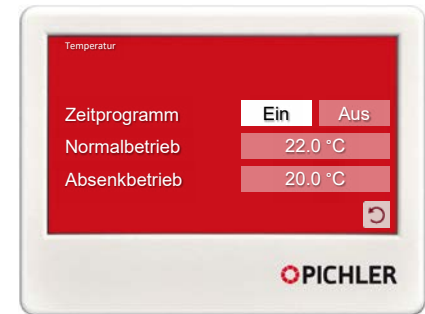 Temperatur
Zeitprogramm Ein Aus
Normalbetrieb 22.0 °C
Absenkbetrieb 20.0 °C
PICHLER